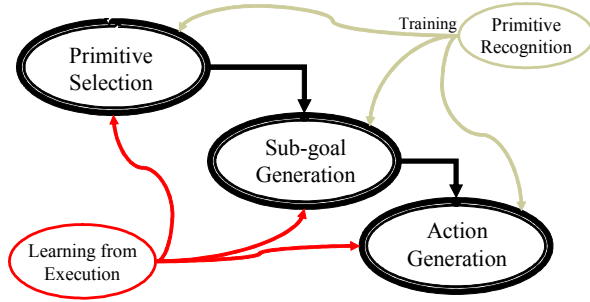 Training
Primitive
Recognition
Primitive
Selection
Sub-goal
Generation
Action
Generation
Learning from
Execution